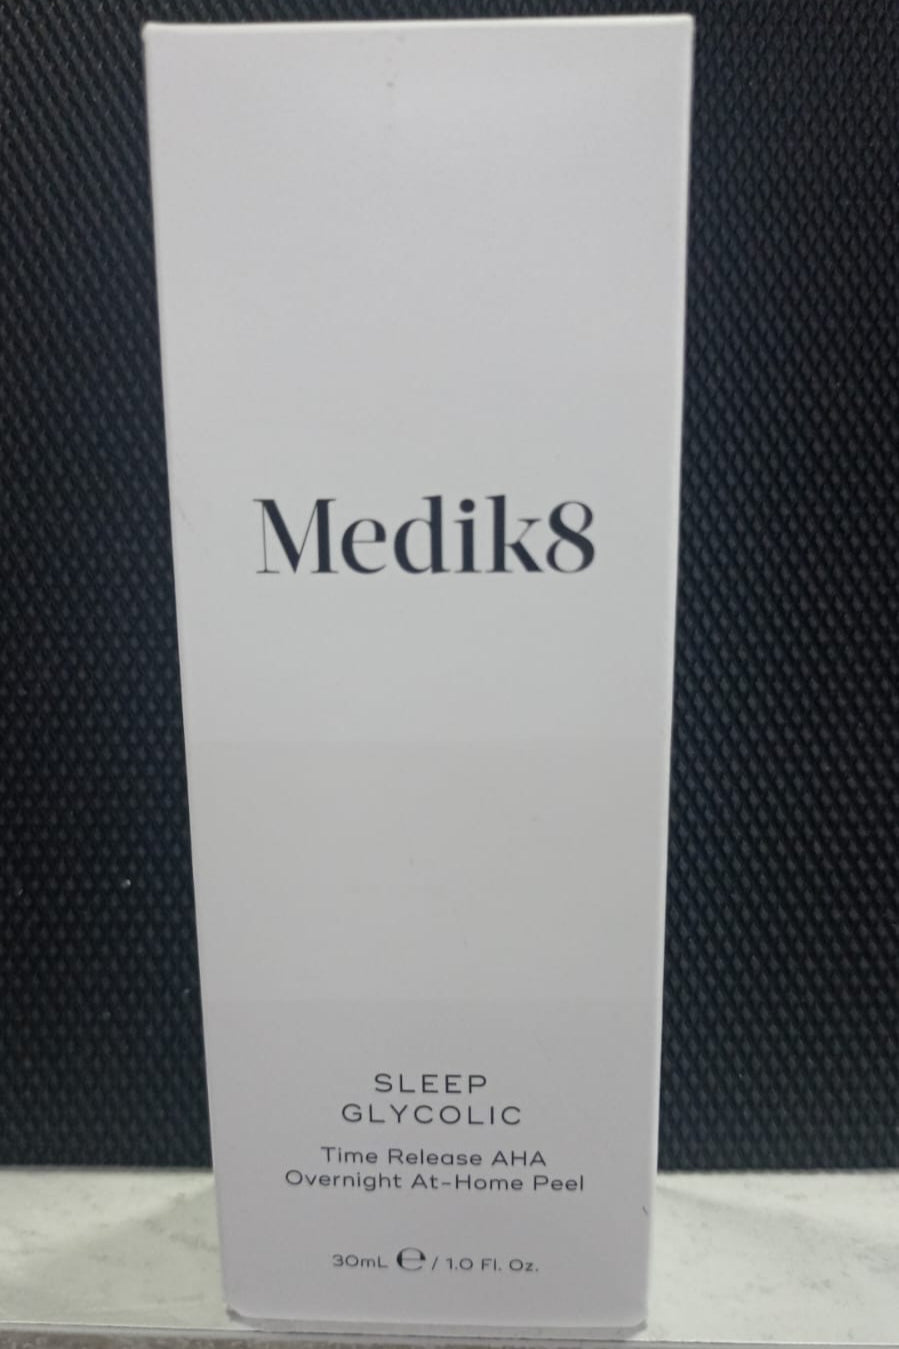 Medik8
SLEEP
GLYCOLIC
Time Release AHA
Overnight At-Home Peel
30mL ℮ / 1.0 Fl. Oz.